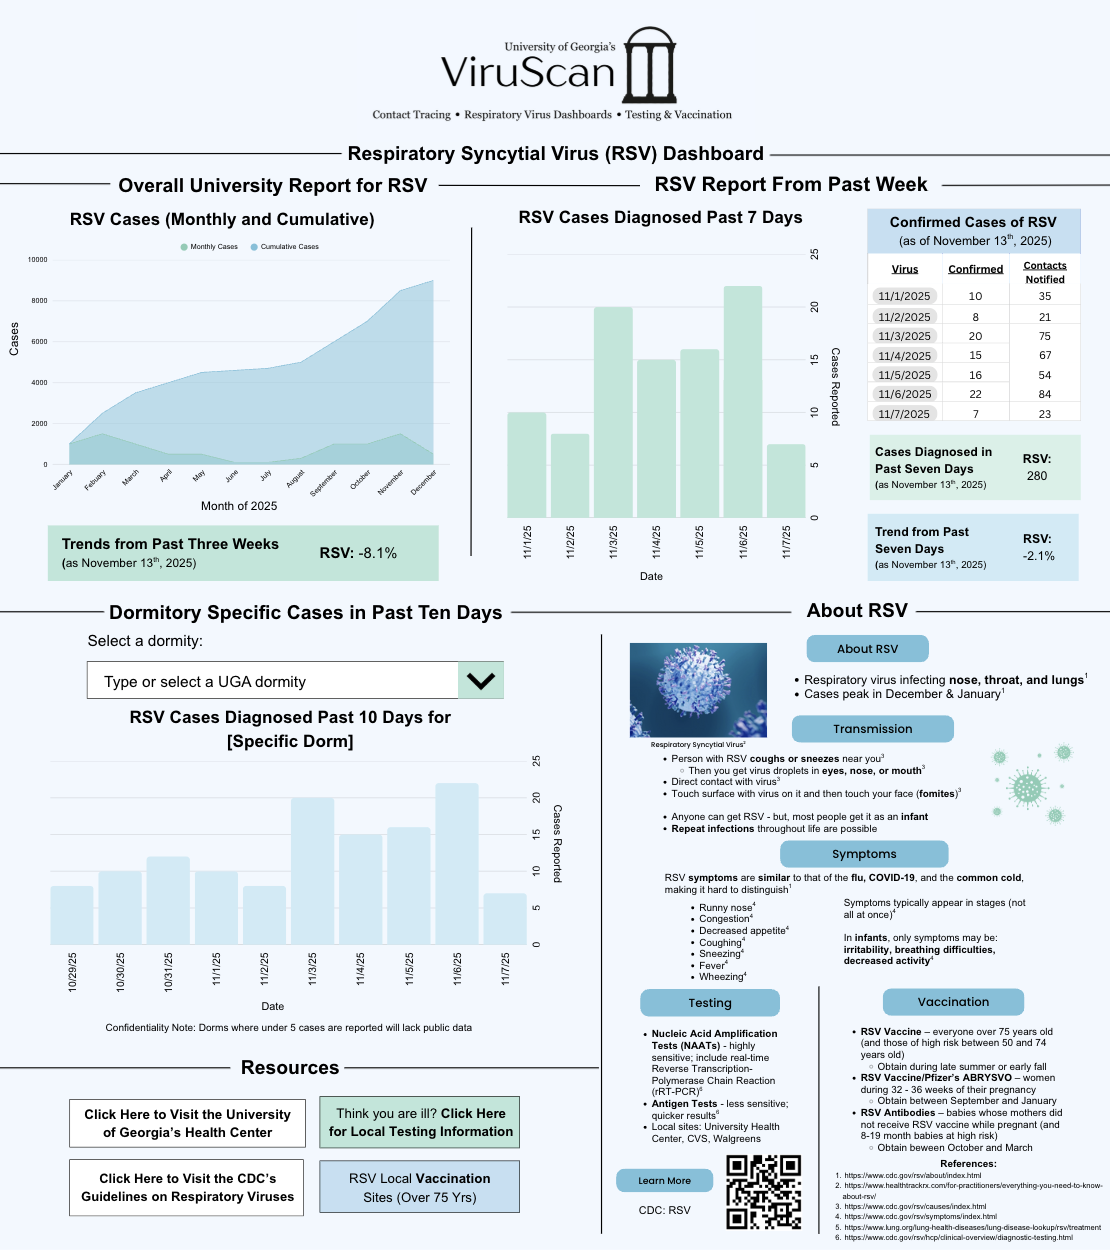 University of Georgia's
ViruScan
Contact Tracing • Respiratory Virus Dashboards • Testing & Vaccination
Respiratory Syncytial Virus (RSV) Dashboard
Overall University Report for RSV
RSV Report From Past Week
RSV Cases (Monthly and Cumulative)
Monthly Cases
Cumulative Cases
Cases
10000
8000
6000
4000
2000
0
January
Febuary
March
April
May
June
July
August
September
October
November
December
Month of 2025
Trends from Past Three Weeks
(as November 13th, 2025)
RSV: -8.1%
RSV Cases Diagnosed Past 7 Days
25
20
15
10
5
0
Cases Reported
11/1/25
11/2/25
11/3/25
11/4/25
11/5/25
11/6/25
11/7/25
Date
Confirmed Cases of RSV
(as of November 13th, 2025)
Virus Confirmed Contacts
Notified
11/1/2025 10 35
11/2/2025 8 21
11/3/2025 20 75
11/4/2025 15 67
11/5/2025 16 54
11/6/2025 22 84
11/7/2025 7 23
Cases Diagnosed in
Past Seven Days
(as November 13th, 2025)
RSV:
280
Trend from Past
Seven Days
(as November 13th, 2025)
RSV:
-2.1%
Dormitory Specific Cases in Past Ten Days
Select a dormity:
Type or select a UGA dormity
RSV Cases Diagnosed Past 10 Days for
[Specific Dorm]
25
20
15
10
5
0
Cases Reported
10/29/25
10/30/25
10/31/25
11/1/25
11/2/25
11/3/25
11/4/25
11/5/25
11/6/25
11/7/25
Date
Confidentiality Note: Dorms where under 5 cases are reported will lack public data
Resources
Click Here to Visit the University
of Georgia's Health Center
Think you are ill? Click Here
for Local Testing Information
Click Here to Visit the CDC's
Guidelines on Respiratory Viruses
RSV Local Vaccination
Sites (Over 75 Yrs)
About RSV
Respiratory Syncytial Virus2
About RSV
• Respiratory virus infecting nose, throat, and lungs1
• Cases peak in December & January1
Transmission
• Person with RSV coughs or sneezes near you3
○ Then you get virus droplets in eyes, nose, or mouth3
• Direct contact with virus3
• Touch surface with virus on it and then touch your face (fomites)3
• Anyone can get RSV - but, most people get it as an infant
• Repeat infections throughout life are possible
Symptoms
RSV symptoms are similar to that of the flu, COVID-19, and the common cold,
making it hard to distinguish1
• Runny nose4
• Congestion4
• Decreased appetite4
• Coughing4
• Sneezing4
• Fever4
• Wheezing4
Symptoms typically appear in stages (not
all at once)4
In infants, only symptoms may be:
irritability, breathing difficulties,
decreased activity4
Testing
• Nucleic Acid Amplification
Tests (NAATs) - highly
sensitive; include real-time
Reverse Transcription-
Polymerase Chain Reaction
(rRT-PCR)6
• Antigen Tests - less sensitive;
quicker results6
• Local sites: University Health
Center, CVS, Walgreens
Learn More
CDC: RSV
Vaccination
• RSV Vaccine – everyone over 75 years old
(and those of high risk between 50 and 74
years old)
○ Obtain during late summer or early fall
• RSV Vaccine/Pfizer's ABRYSVO – women
during 32 - 36 weeks of their pregnancy
○ Obtain between September and January
• RSV Antibodies – babies whose mothers did
not receive RSV vaccine while pregnant (and
8-19 month babies at high risk)
○ Obtain beween October and March
References:
1. https://www.cdc.gov/rsv/about/index.html
2. https://www.healthtrackrx.com/for-practitioners/everything-you-need-to-know-
about-rsv/
3. https://www.cdc.gov/rsv/causes/index.html
4. https://www.cdc.gov/rsv/symptoms/index.html
5. https://www.lung.org/lung-health-diseases/lung-disease-lookup/rsv/treatment
6. https://www.cdc.gov/rsv/hcp/clinical-overview/diagnostic-testing.html